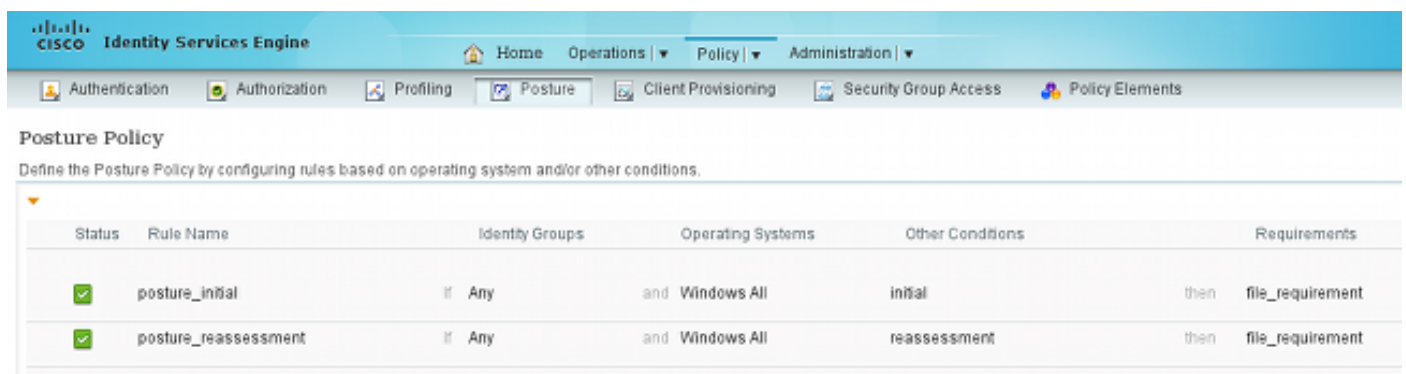 CISCO Identity Services Engine
Home Operations | ▾ Policy | ▾ Administration | ▾
Authentication Authorization Profiling Posture Client Provisioning Security Group Access Policy Elements
Posture Policy
Define the Posture Policy by configuring rules based on operating system and/or other conditions.
Status Rule Name Identity Groups Operating Systems Other Conditions Requirements
posture_initial If Any and Windows All initial then file_requirement
posture_reassessment If Any and Windows All reassessment then file_requirement